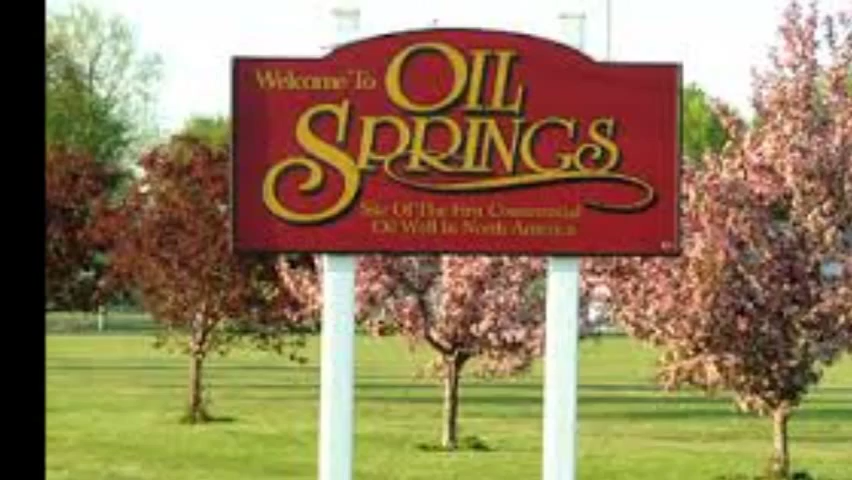 Welcome To OIL
SPRINGS
Site Of The First Commercial
Oil Well In North America